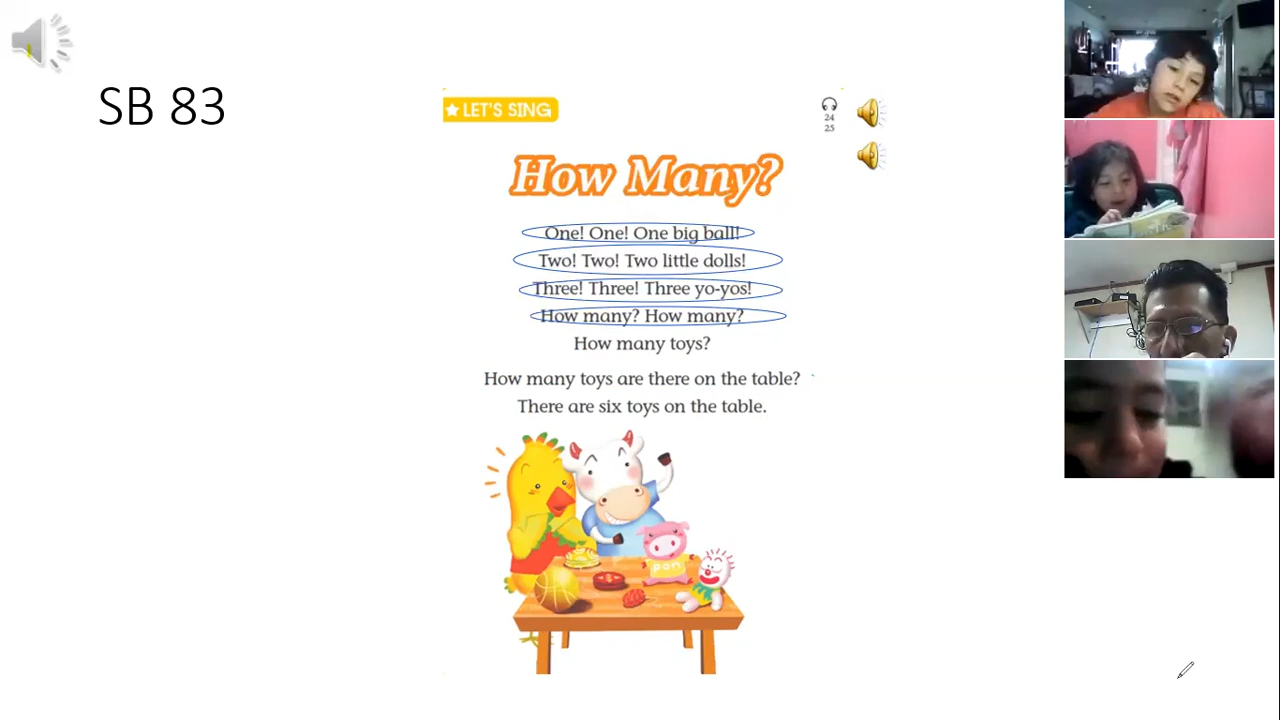 SB 83
LET'S SING
24
25
How Many?
One! One! One big ball!
Two! Two! Two little dolls!
Three! Three! Three yo-yos!
How many? How many?
How many toys?
How many toys are there on the table?
There are six toys on the table.
pon